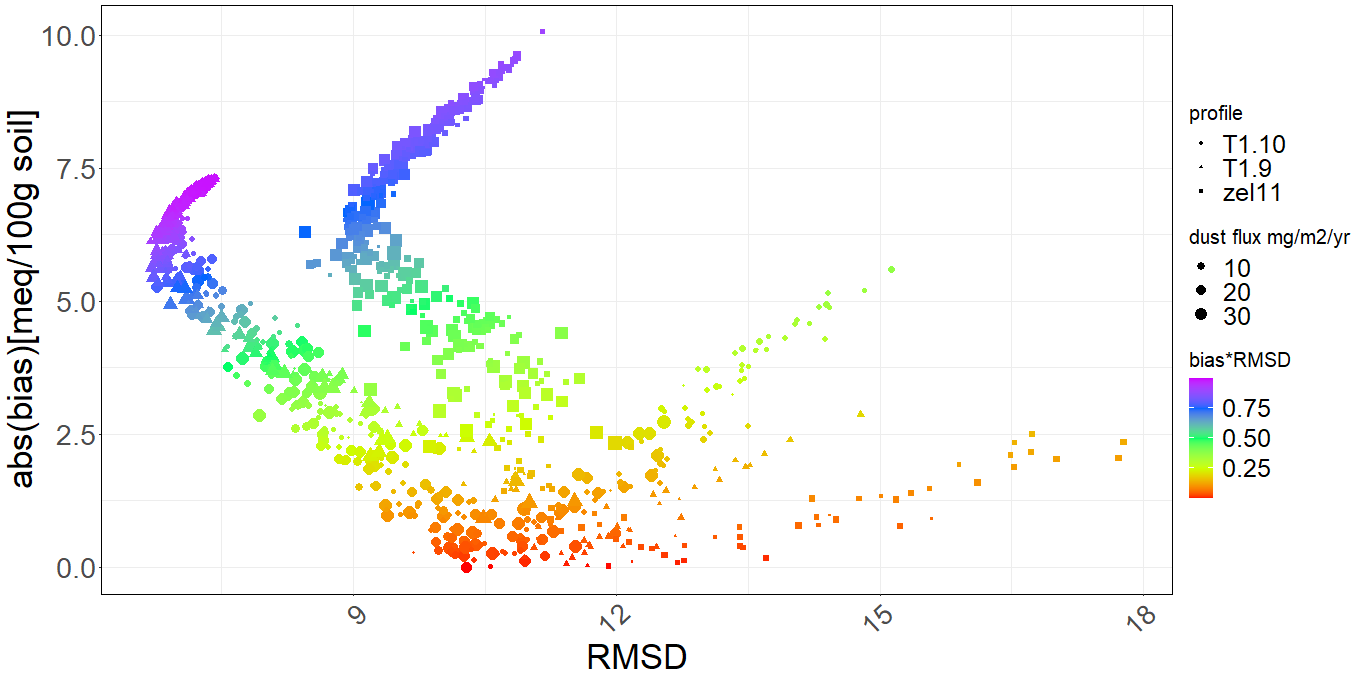 abs(bias)[meq/100g soil]
10.0
7.5
5.0
2.5
0.0
9
12
15
18
RMSD
profile
T1.10
T1.9
zel11
dust flux mg/m2/yr
10
20
30
bias*RMSD
0.75
0.50
0.25